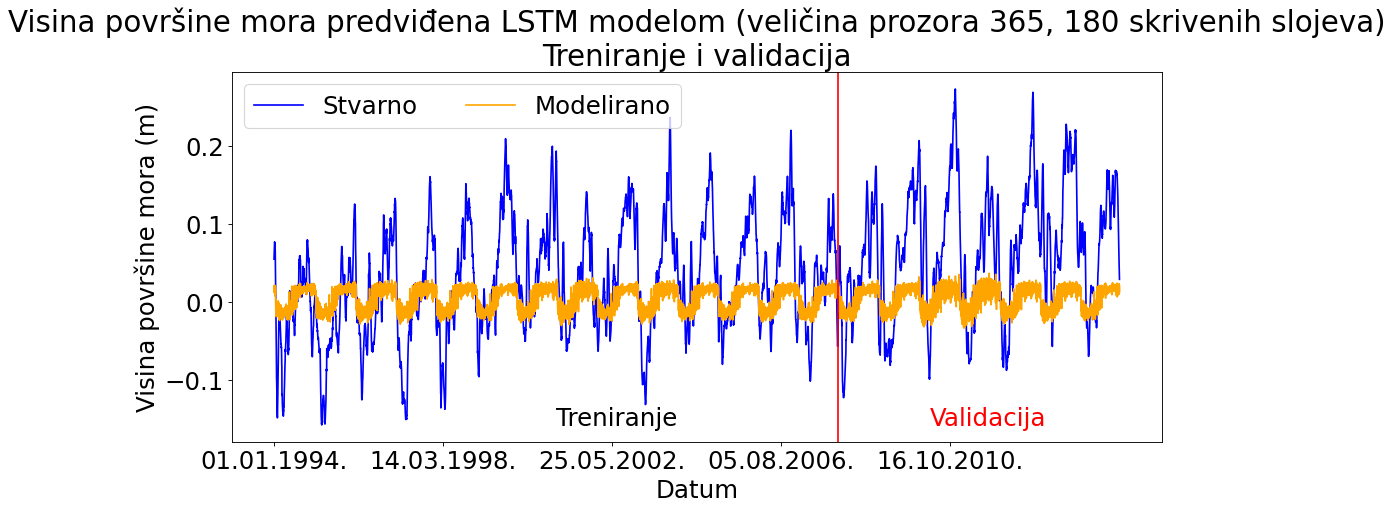 Visina površine mora predviđena LSTM modelom (veličina prozora 365, 180 skrivenih slojeva)
Treniranje i validacija
Stvarno
Modelirano
Visina površine mora (m)
0.2
0.1
0.0
−0.1
Treniranje
Validacija
01.01.1994.
14.03.1998.
25.05.2002.
05.08.2006.
16.10.2010.
Datum